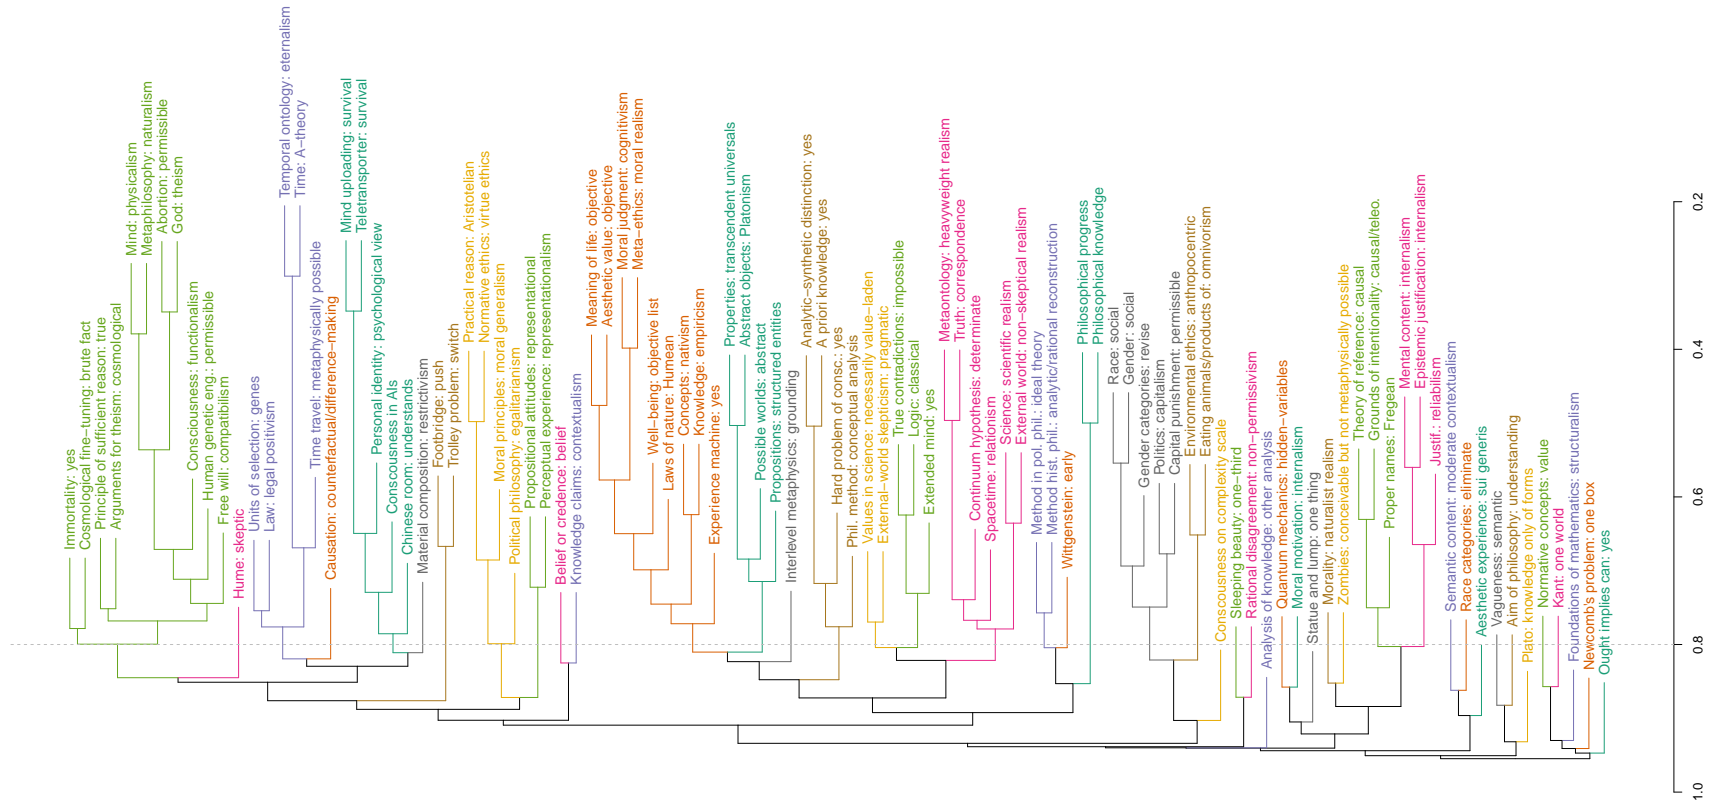 Immortality: yes
Cosmological fine−tuning: brute fact
Principle of sufficient reason: true
Arguments for theism: cosmological
Mind: physicalism
Metaphilosophy: naturalism
Abortion: permissible
God: theism
Consciousness: functionalism
Human genetic eng.: permissible
Free will: compatibilism
Hume: skeptic
Units of selection: genes
Law: legal positivism
Temporal ontology: eternalism
Time: A−theory
Time travel: metaphysically possible
Causation: counterfactual/difference−making
Mind uploading: survival
Teletransporter: survival
Personal identity: psychological view
Conscousness in AIs
Chinese room: understands
Material composition: restrictivism
Footbridge: push
Trolley problem: switch
Practical reason: Aristotelian
Normative ethics: virtue ethics
Moral principles: moral generalism
Political philosophy: egalitarianism
Propositional attitudes: representational
Perceptual experience: representationalism
Belief or credence: belief
Knowledge claims: contextualism
Meaning of life: objective
Aesthetic value: objective
Moral judgment: cognitivism
Meta−ethics: moral realism
Well−being: objective list
Laws of nature: Humean
Concepts: nativism
Knowledge: empiricism
Experience machine: yes
Properties: transcendent universals
Abstract objects: Platonism
Possible worlds: abstract
Propositions: structured entities
Interlevel metaphysics: grounding
Analytic−synthetic distinction: yes
A priori knowledge: yes
Hard problem of consc.: yes
Phil. method: conceptual analysis
Values in science: necessarily value−laden
External−world skepticism: pragmatic
True contradictions: impossible
Logic: classical
Extended mind: yes
Metaontology: heavyweight realism
Truth: correspondence
Continuum hypothesis: determinate
Spacetime: relationism
Science: scientific realism
External world: non−skeptical realism
Method in pol. phil.: ideal theory
Method hist. phil.: analytic/rational reconstruction
Wittgenstein: early
Philosophical progress
Philosophical knowledge
Race: social
Gender: social
Gender categories: revise
Politics: capitalism
Capital punishment: permissible
Environmental ethics: anthropocentric
Eating animals/products of: omnivorism
Conscousness on complexity scale
Sleeping beauty: one−third
Rational disagreement: non−permissivism
Analysis of knowledge: other analysis
Quantum mechanics: hidden−variables
Moral motivation: internalism
Statue and lump: one thing
Morality: naturalist realism
Zombies: conceivable but not metaphysically possible
Theory of reference: causal
Grounds of intentionality: causal/teleo.
Proper names: Fregean
Mental content: internalism
Epistemic justification: internalism
Justif.: reliabilism
Semantic content: moderate contextualism
Race categories: eliminate
Aesthetic experience: sui generis
Vagueness: semantic
Aim of philosophy: understanding
Plato: knowledge only of forms
Normative concepts: value
Kant: one world
Foundations of mathematics: structuralism
Newcomb's problem: one box
Ought implies can: yes
0.2
0.4
0.6
0.8
1.0